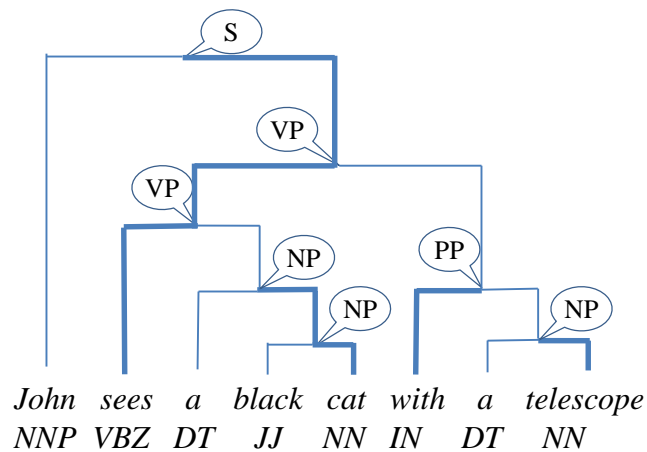 S
VP
VP
NP
PP
NP
NP
John sees a black cat with a telescope
NNP VBZ DT JJ NN IN DT NN